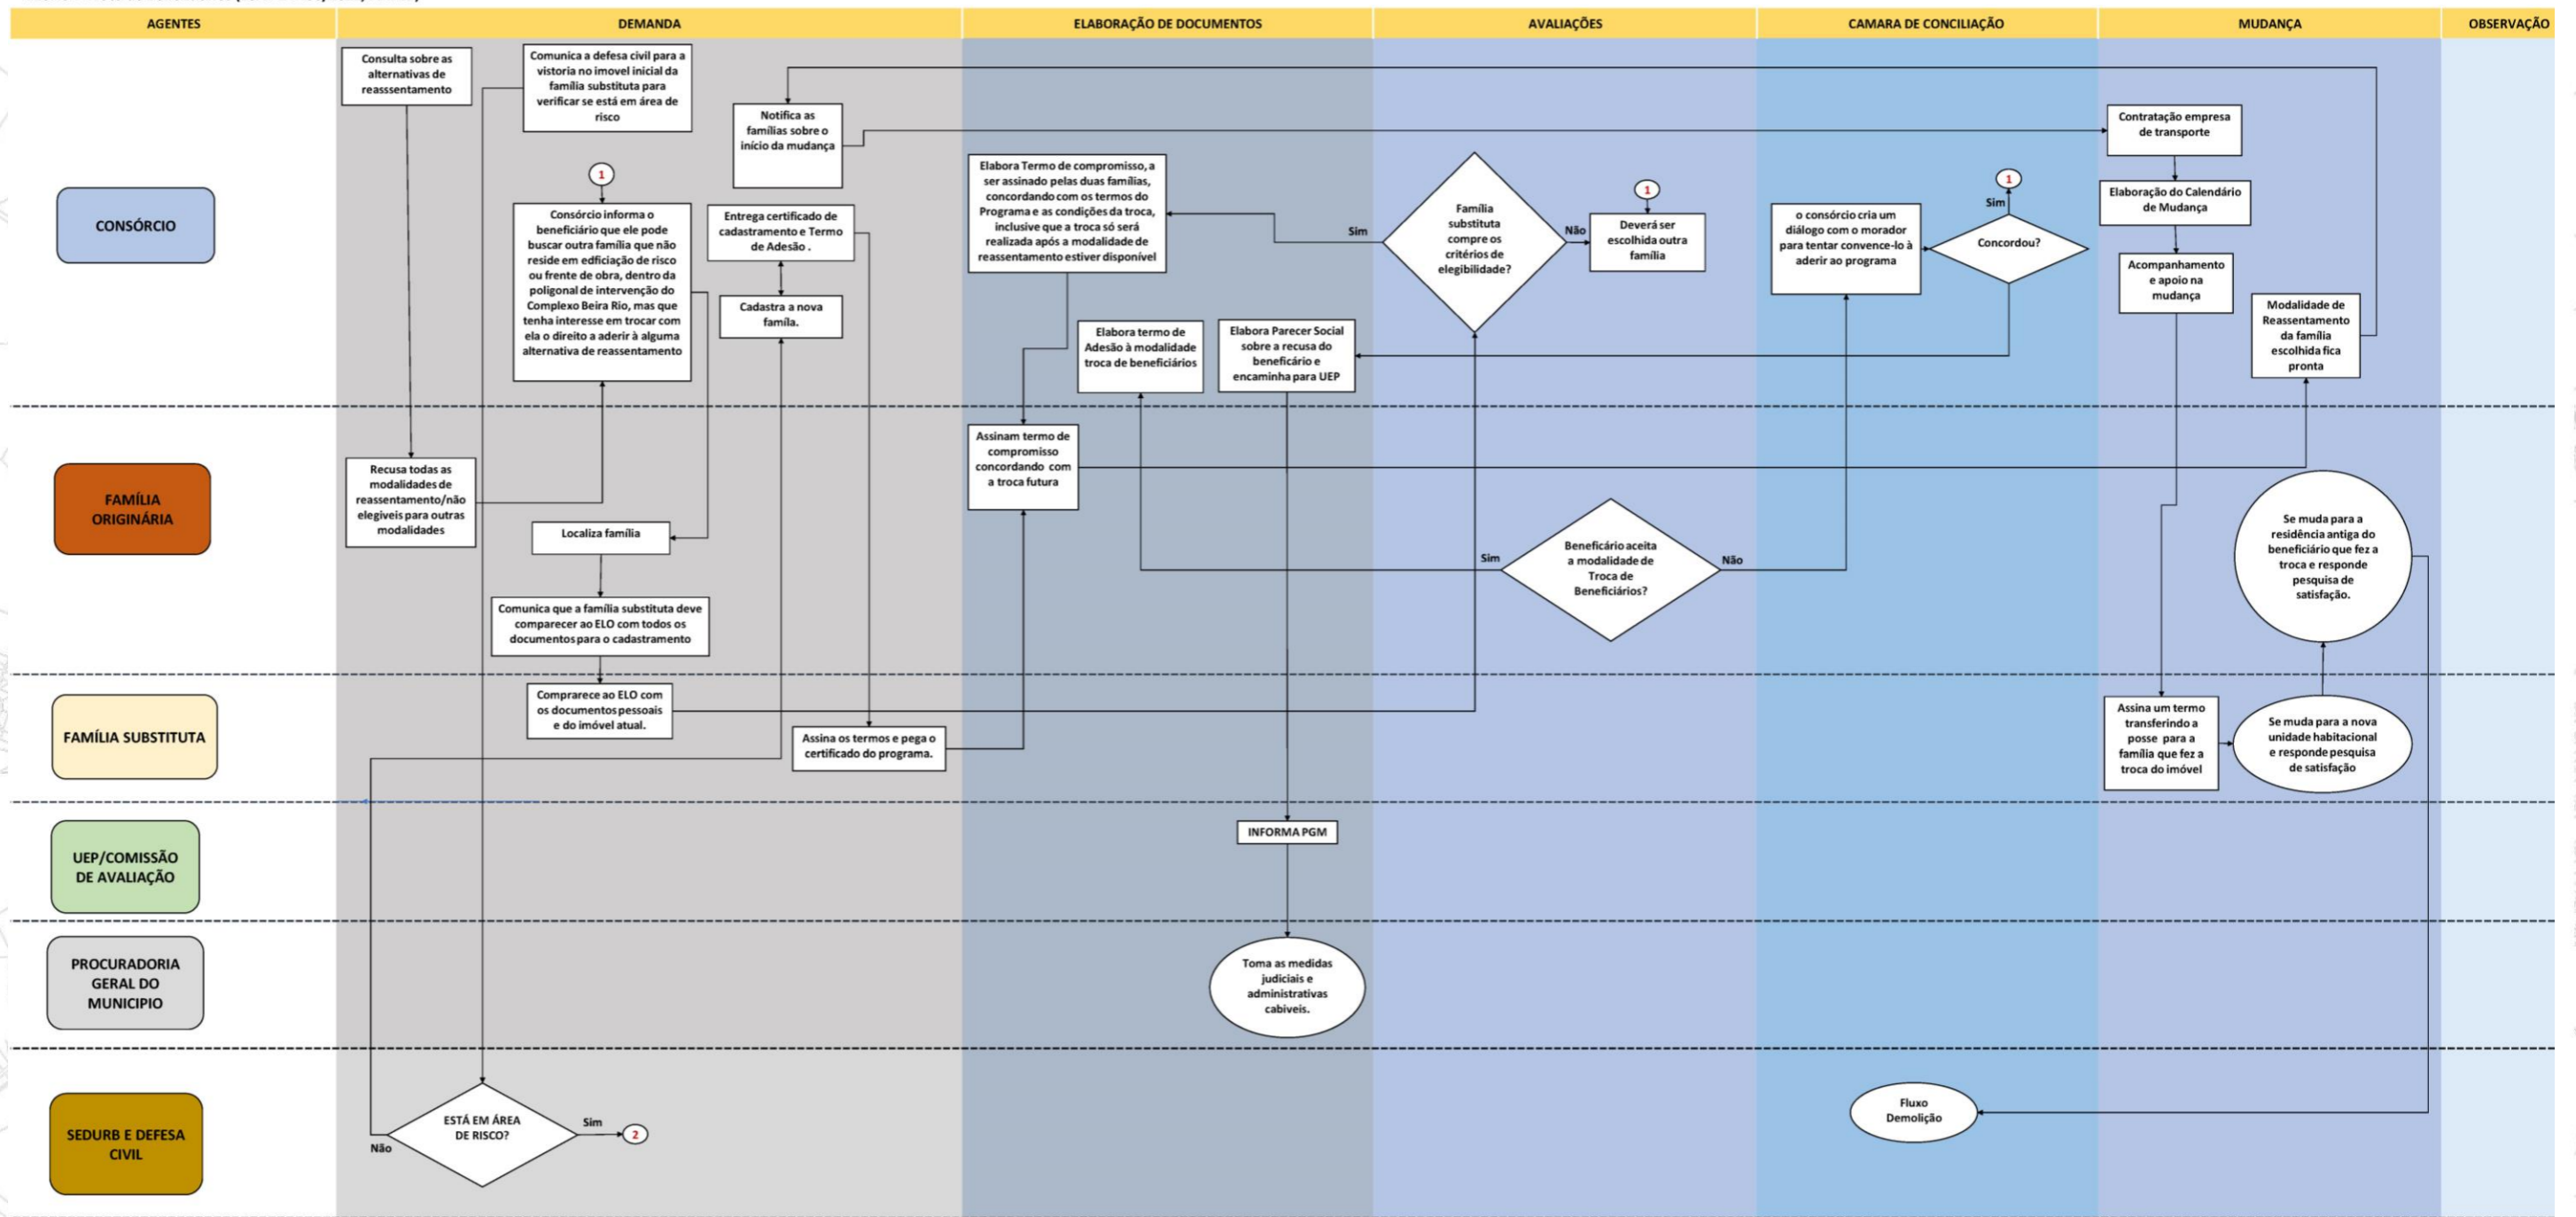 AGENTES
DEMANDA
ELABORAÇÃO DE DOCUMENTOS
AVALIAÇÕES
CAMARA DE CONCILIAÇÃO
MUDANÇA
OBSERVAÇÃO
CONSÓRCIO
Consulta sobre as
alternativas de
reasssentamento
Comunica a defesa civil para a
vistoria no imovel inicial da
família substituta para
verificar se está em área de
risco
Notifica as
famílias sobre o
início da mudança
1
Consórcio informa o
beneficiário que ele pode
buscar outra família que não
reside em edficiação de risco
ou frente de obra, dentro da
poligonal de intervenção do
Complexo Beira Rio, mas que
tenha interesse em trocar com
ela o direito a aderir à alguma
alternativa de reassentamento
Entrega certificado de
cadastramento e Termo
de Adesão .
Cadastra a nova
famíla.
Elabora Termo de compromisso, a
ser assinado pelas duas famílias,
concordando com os termos do
Programa e as condições da troca,
inclusive que a troca só será
realizada após a modalidade de
reassentamento estiver disponível
Elabora termo de
Adesão à modalidade
troca de beneficiários
Elabora Parecer Social
sobre a recusa do
beneficário e
encaminha para UEP
Sim
Família
substituta
compre os
critérios de
elegibilidade?
Não
1
Deverá ser
escolhida outra
família
o consórcio cria um
diálogo com o morador
para tentar convence-lo à
aderir ao programa
1
Sim
Concordou?
Contratação empresa
de transporte
Elaboração do Calendário
de Mudança
Acompanhamento
e apoio na
mudança
Modalidade de
Reassentamento
da família
escolhida fica
pronta
FAMÍLIA
ORIGINÁRIA
Recusa todas as
modalidades de
reassentamento/não
elegiveis para outras
modalidades
Localiza família
Comunica que a família substituta deve
comparecer ao ELO com todos os
documentos para o cadastramento
Assinam termo de
compromisso
concordando com
a troca futura
Sim
Beneficário aceita
a modalidade de
Troca de
Beneficiários?
Não
Se muda para a
residência antiga do
beneficiário que fez a
troca e responde
pesquisa de
satisfação.
FAMÍLIA SUBSTITUTA
Comprarece ao ELO com
os documentos pessoais
e do imóvel atual.
Assina os termos e pega o
certificado do programa.
Assina um termo
transferindo a
posse para a
família que fez a
troca do imóvel
Se muda para a nova
unidade habitacional
e responde pesquisa
de satisfação
UEP/COMISSÃO
DE AVALIAÇÃO
INFORMA PGM
PROCURADORIA
GERAL DO
MUNICIPIO
Toma as medidas
judiciais e
administrativas
cabiveis.
SEDURB E DEFESA
CIVIL
ESTÁ EM ÁREA
DE RISCO?
Não
Sim
2
Fluxo
Demolição